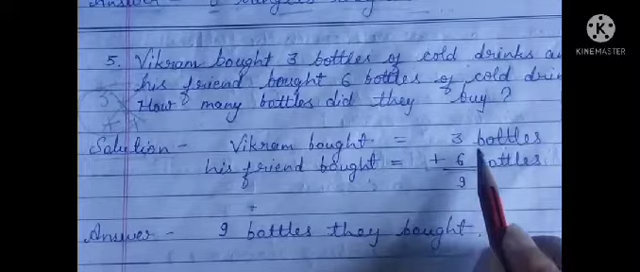 5. Vikram bought 3 bottles of cold drinks
his friend bought 6 bottles of cold
How many bottles did they buy?
Solution - Vikram bought = 3 bottles
his friend bought = + 6 bottles
9
Answer - 9 bottles they bought.
KINEMASTER